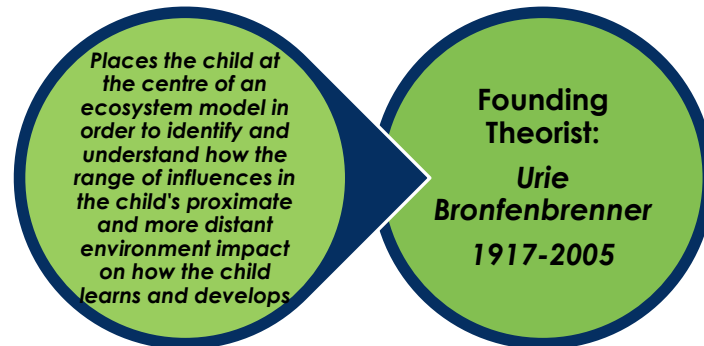 Places the child at
the centre of an
ecosystem model in
order to identify and
understand how the
range of influences in
the child's proximate
and more distant
environment impact
on how the child
learns and develops
Founding
Theorist:
Urie
Bronfenbrenner
1917-2005